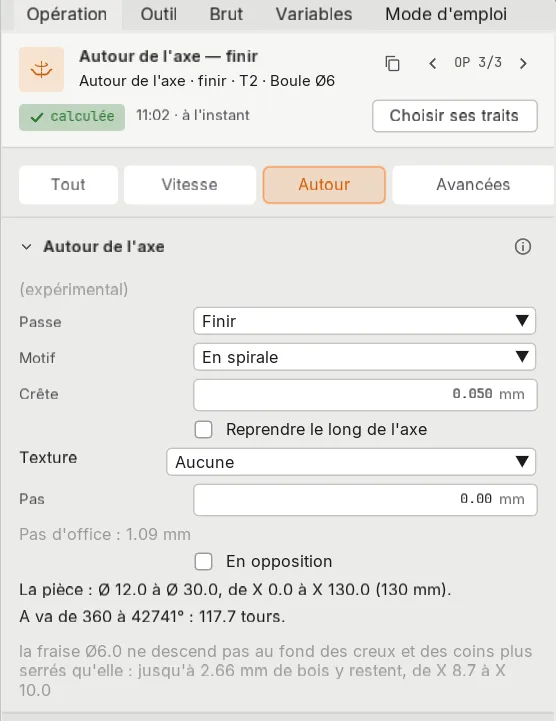 Opération Outil Brut Variables Mode d'emploi
Autour de l'axe — finir
Autour de l'axe · finir · T2 · Boule Ø6
OP 3/3
calculée 11:02 · à l'instant Choisir ses traits
Tout Vitesse Autour Avancées
Autour de l'axe
(expérimental)
Passe Finir
Motif En spirale
Crête 0.050 mm
Reprendre le long de l'axe
Texture Aucune
Pas 0.00 mm
Pas d'office : 1.09 mm
En opposition
La pièce : Ø 12.0 à Ø 30.0, de X 0.0 à X 130.0 (130 mm).
A va de 360 à 42741° : 117.7 tours.
la fraise Ø6.0 ne descend pas au fond des creux et des coins plus
serrés qu'elle : jusqu'à 2.66 mm de bois y restent, de X 8.7 à X
10.0